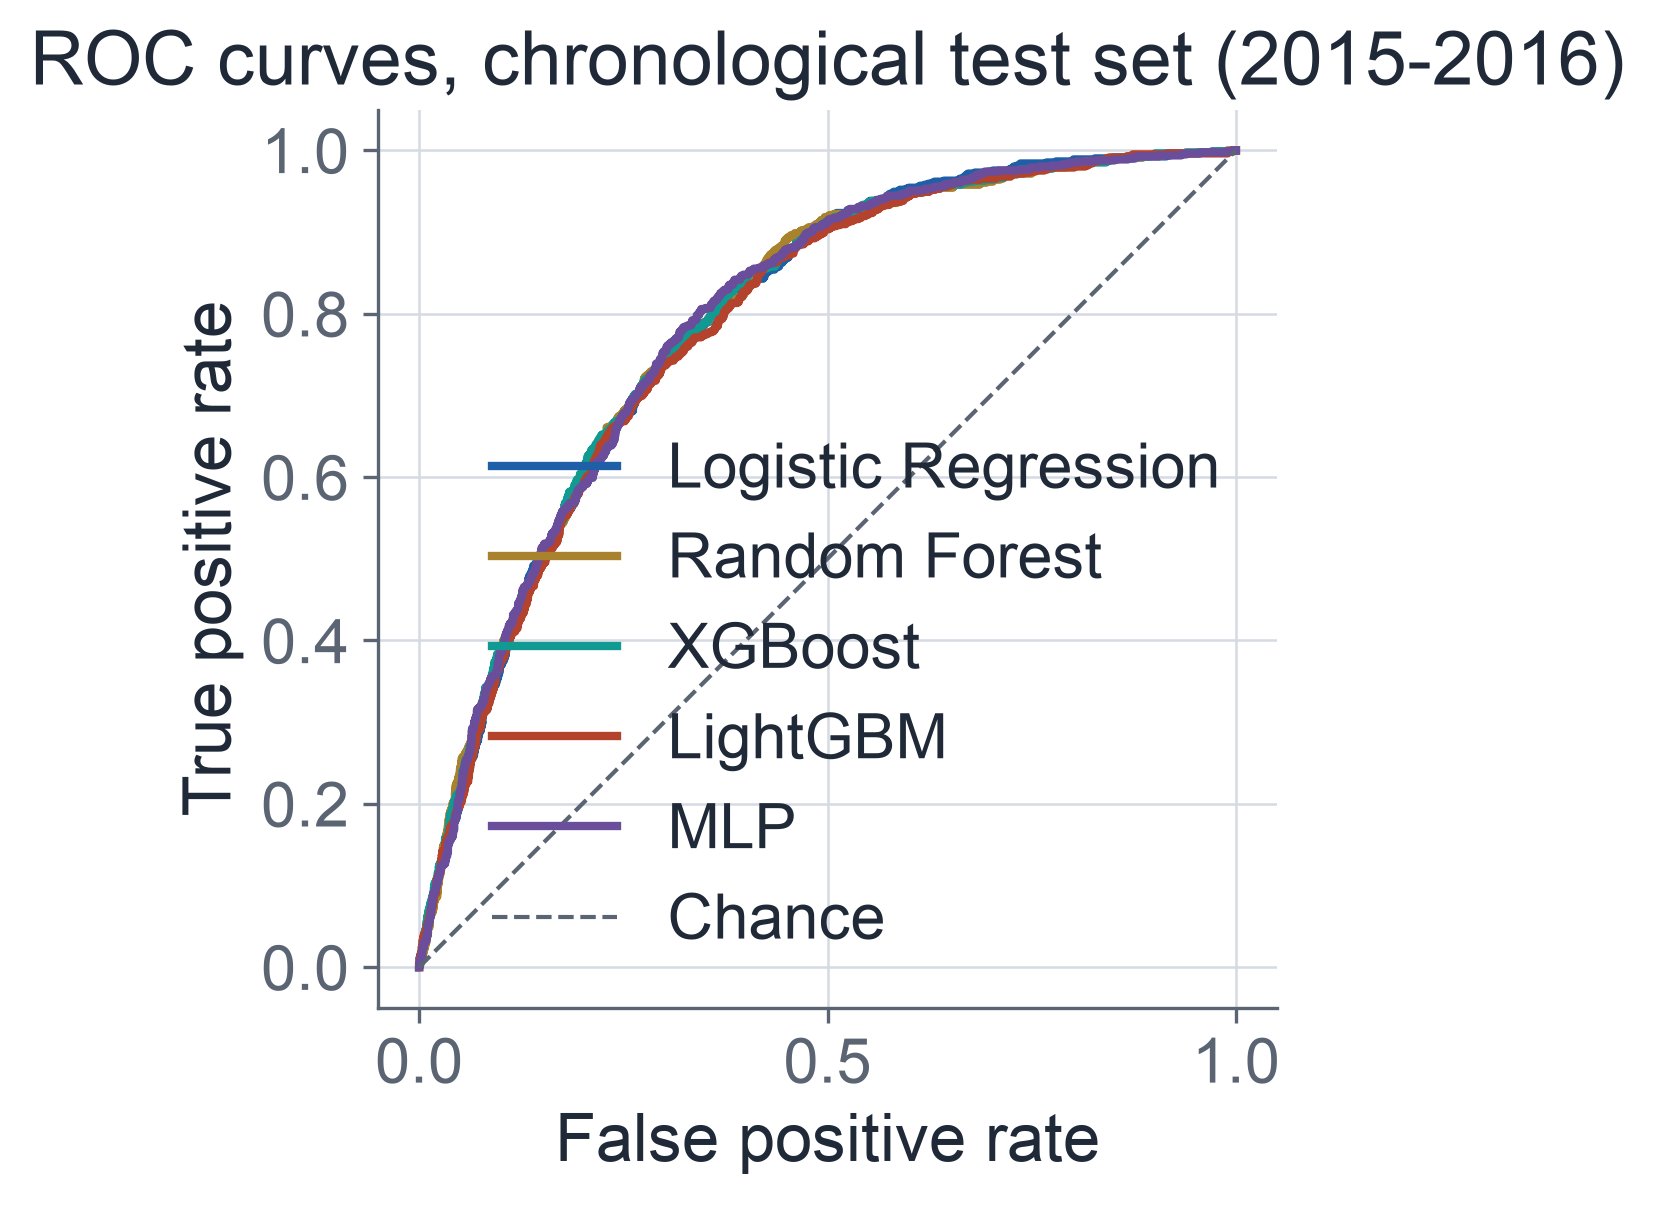 ROC curves, chronological test set (2015-2016)
True positive rate
1.0
0.8
0.6
0.4
0.2
0.0
Logistic Regression
Random Forest
XGBoost
LightGBM
MLP
Chance
0.0 0.5 1.0
False positive rate